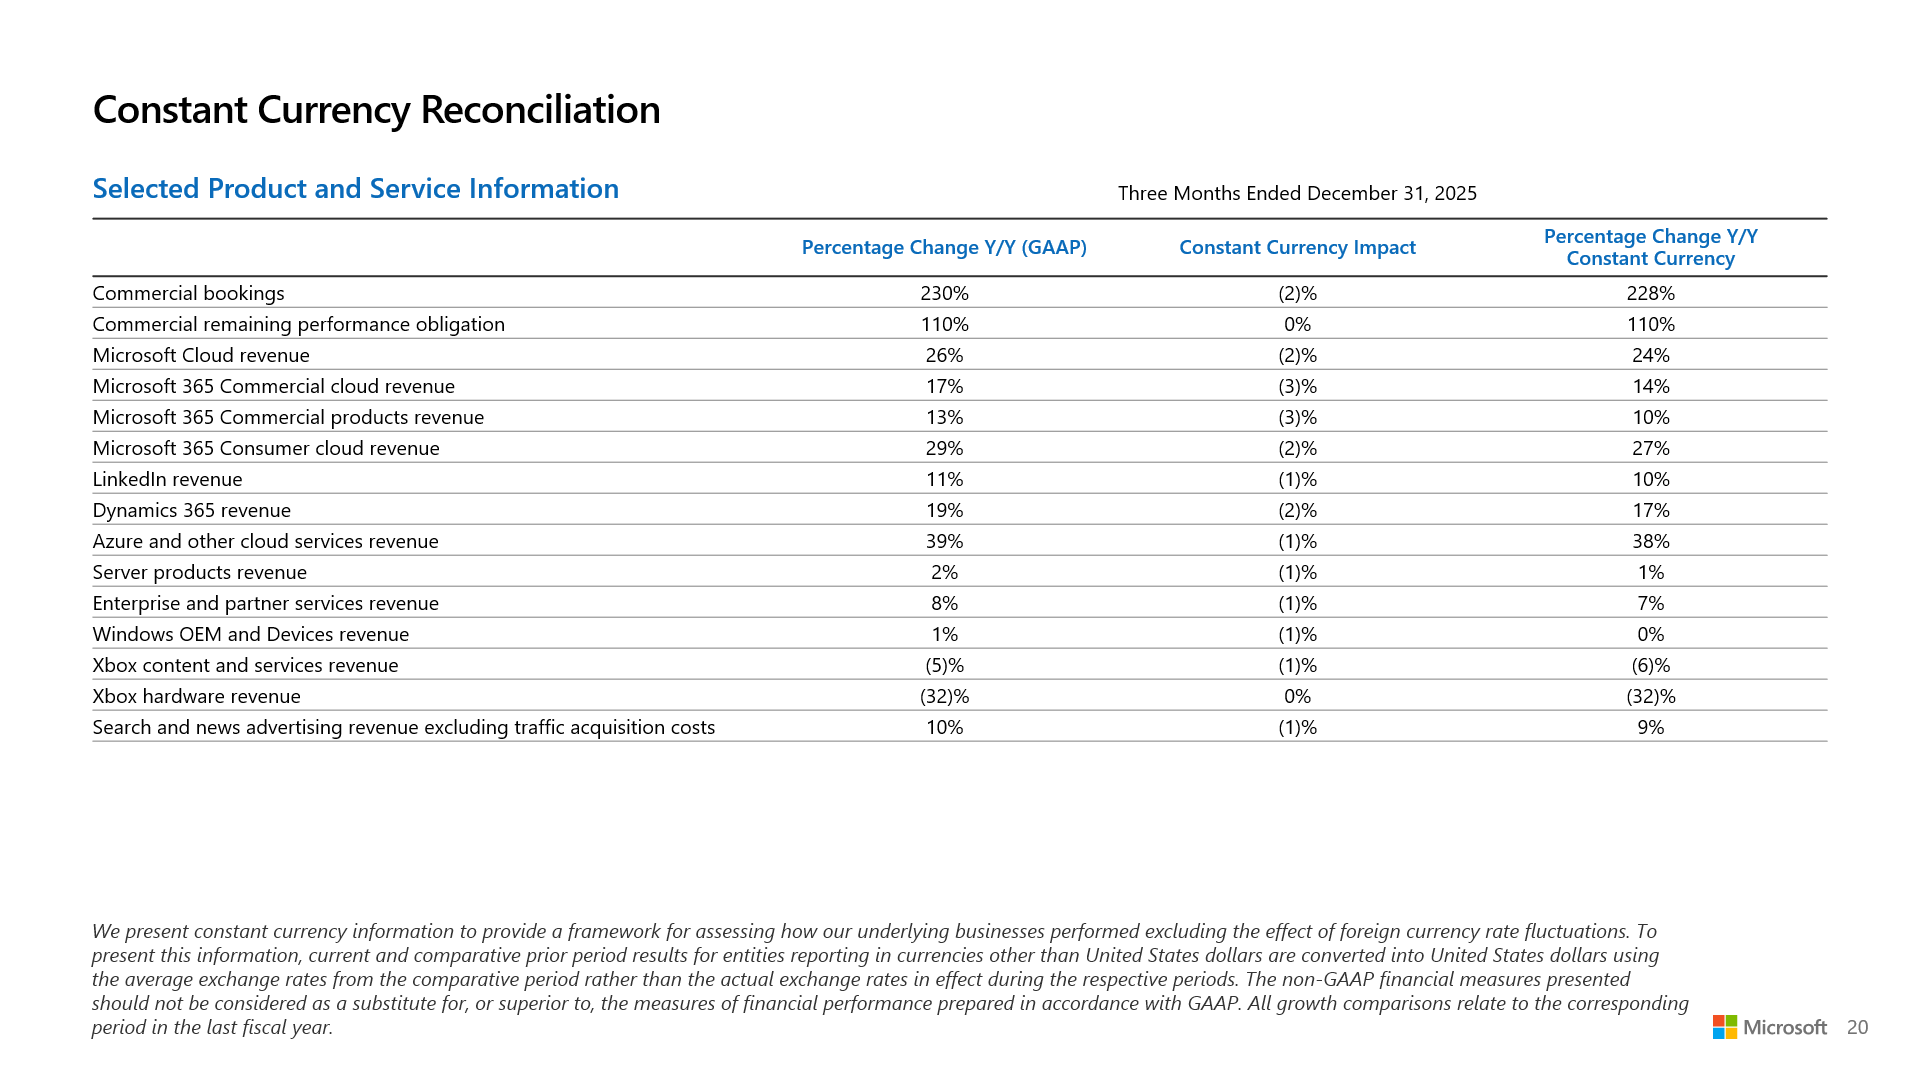 Constant Currency Reconciliation
Selected Product and Service Information
Three Months Ended December 31, 2025
Percentage Change Y/Y (GAAP) Constant Currency Impact Percentage Change Y/Y
Constant Currency
Commercial bookings 230% (2)% 228%
Commercial remaining performance obligation 110% 0% 110%
Microsoft Cloud revenue 26% (2)% 24%
Microsoft 365 Commercial cloud revenue 17% (3)% 14%
Microsoft 365 Commercial products revenue 13% (3)% 10%
Microsoft 365 Consumer cloud revenue 29% (2)% 27%
LinkedIn revenue 11% (1)% 10%
Dynamics 365 revenue 19% (2)% 17%
Azure and other cloud services revenue 39% (1)% 38%
Server products revenue 2% (1)% 1%
Enterprise and partner services revenue 8% (1)% 7%
Windows OEM and Devices revenue 1% (1)% 0%
Xbox content and services revenue (5)% (1)% (6)%
Xbox hardware revenue (32)% 0% (32)%
Search and news advertising revenue excluding traffic acquisition costs 10% (1)% 9%
We present constant currency information to provide a framework for assessing how our underlying businesses performed excluding the effect of foreign currency rate fluctuations. To
present this information, current and comparative prior period results for entities reporting in currencies other than United States dollars are converted into United States dollars using
the average exchange rates from the comparative period rather than the actual exchange rates in effect during the respective periods. The non-GAAP financial measures presented
should not be considered as a substitute for, or superior to, the measures of financial performance prepared in accordance with GAAP. All growth comparisons relate to the corresponding
period in the last fiscal year.
Microsoft 20